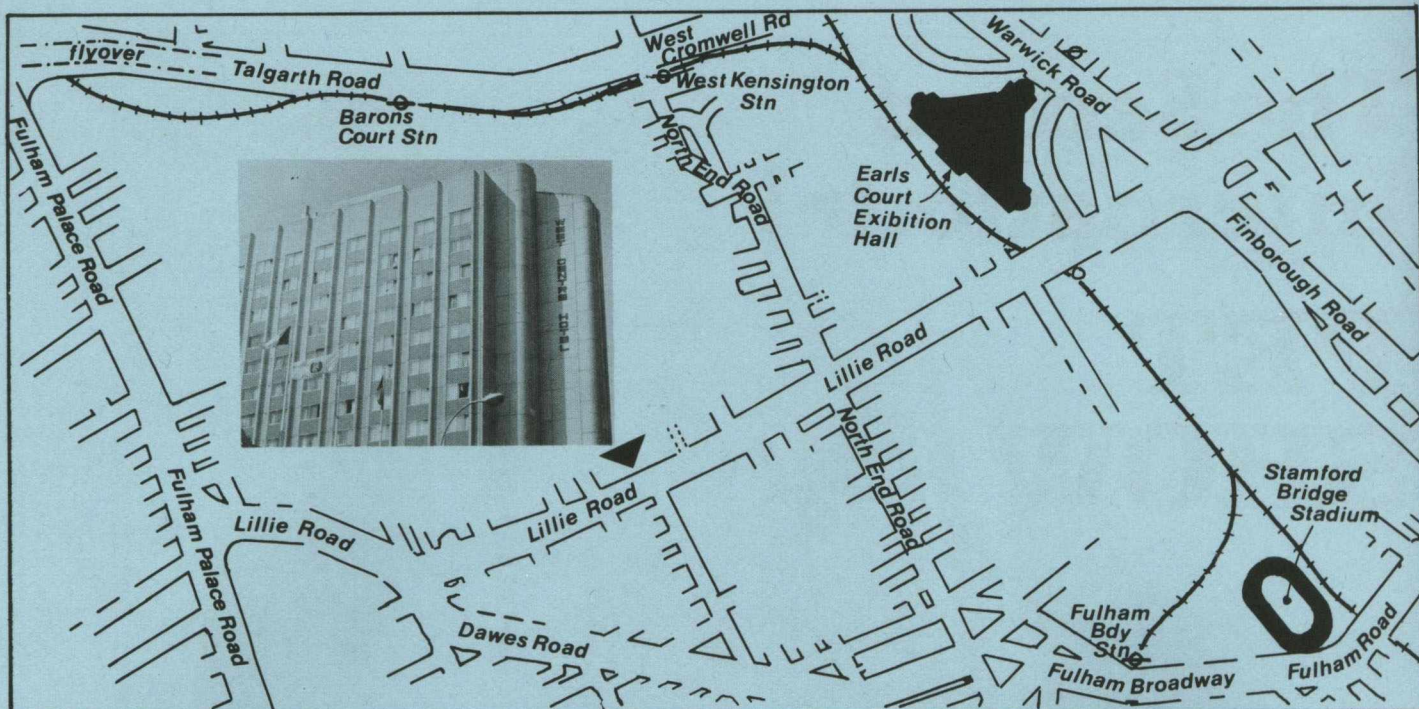 flyover
Talgarth Road
Barons
Court Stn
West
Cromwell Rd
West Kensington
Stn
Warwick Road
Earls
Court
Exibition
Hall
North End Road
Fulham Palace Road
Finborough Road
Lillie Road
Lillie Road
Lillie Road
North End Road
Fulham Palace Road
Stamford
Bridge
Stadium
Dawes Road
Fulham
Bdy
Stn
Fulham Broadway
Fulham Road